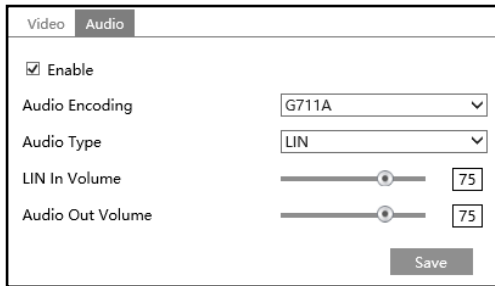 Video Audio
Enable
Audio Encoding G711A
Audio Type LIN
LIN In Volume 75
Audio Out Volume 75
Save